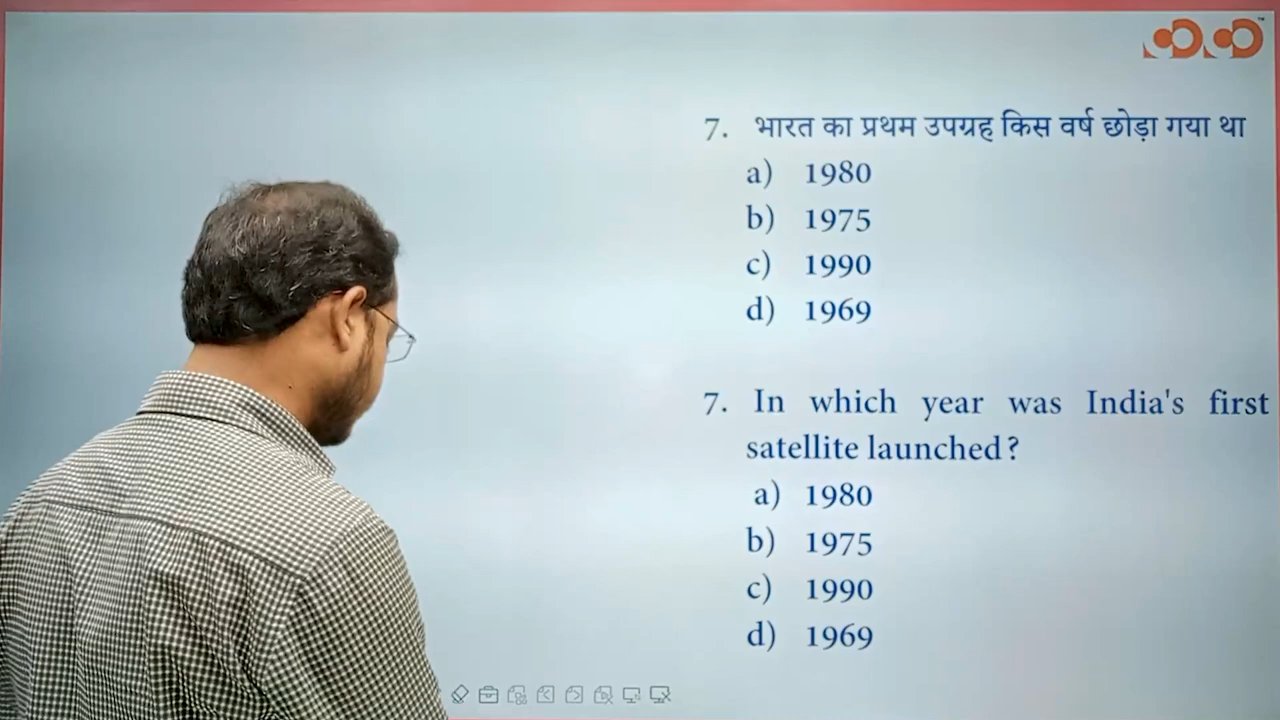 7. भारत का प्रथम उपग्रह किस वर्ष छोड़ा गया था
a) 1980
b) 1975
c) 1990
d) 1969
7. In which year was India's first
satellite launched?
a) 1980
b) 1975
c) 1990
d) 1969